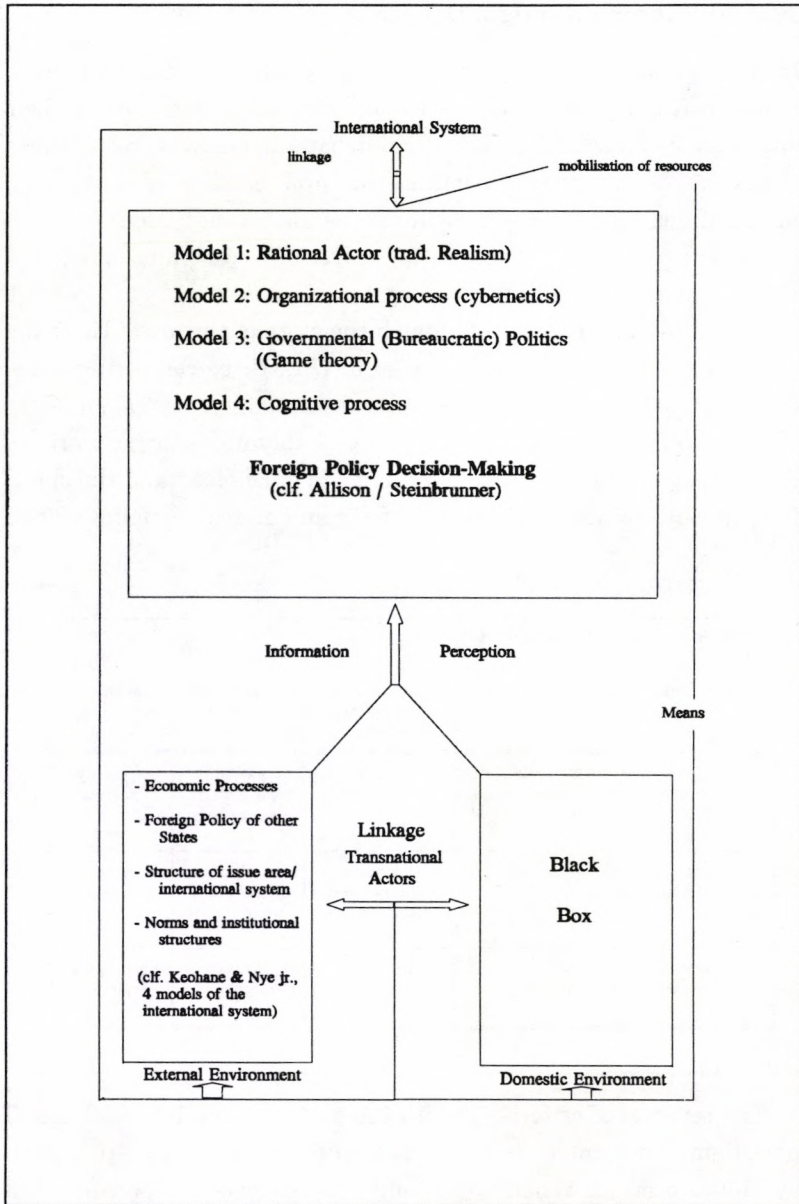 International System
linkage
mobilisation of resources
Model 1: Rational Actor (trad. Realism)
Model 2: Organizational process (cybernetics)
Model 3: Governmental (Bureaucratic) Politics
(Game theory)
Model 4: Cognitive process
Foreign Policy Decision-Making
(clf. Allison / Steinbrunner)
Information
Perception
Means
- Economic Processes
- Foreign Policy of other
States
- Structure of issue area/
international system
- Norms and institutional
structures
(clf. Keohane & Nye jr.,
4 models of the
international system)
External Environment
Linkage
Transnational
Actors
Black
Box
Domestic Environment